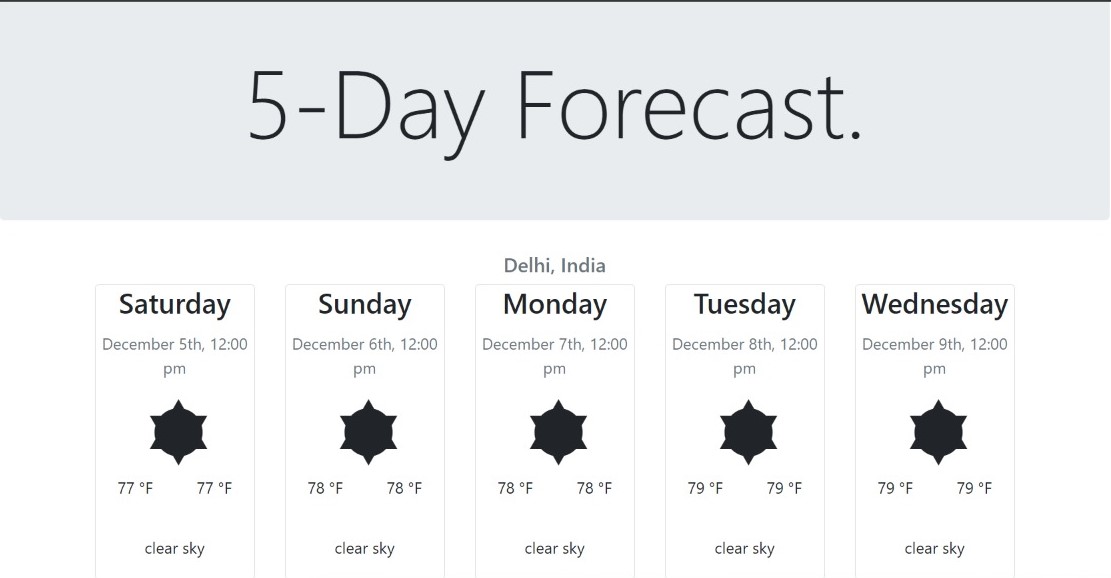 5-Day Forecast.
Delhi, India
Saturday
December 5th, 12:00
pm
77 °F 77 °F
clear sky
Sunday
December 6th, 12:00
pm
78 °F 78 °F
clear sky
Monday
December 7th, 12:00
pm
78 °F 78 °F
clear sky
Tuesday
December 8th, 12:00
pm
79 °F 79 °F
clear sky
Wednesday
December 9th, 12:00
pm
79 °F 79 °F
clear sky